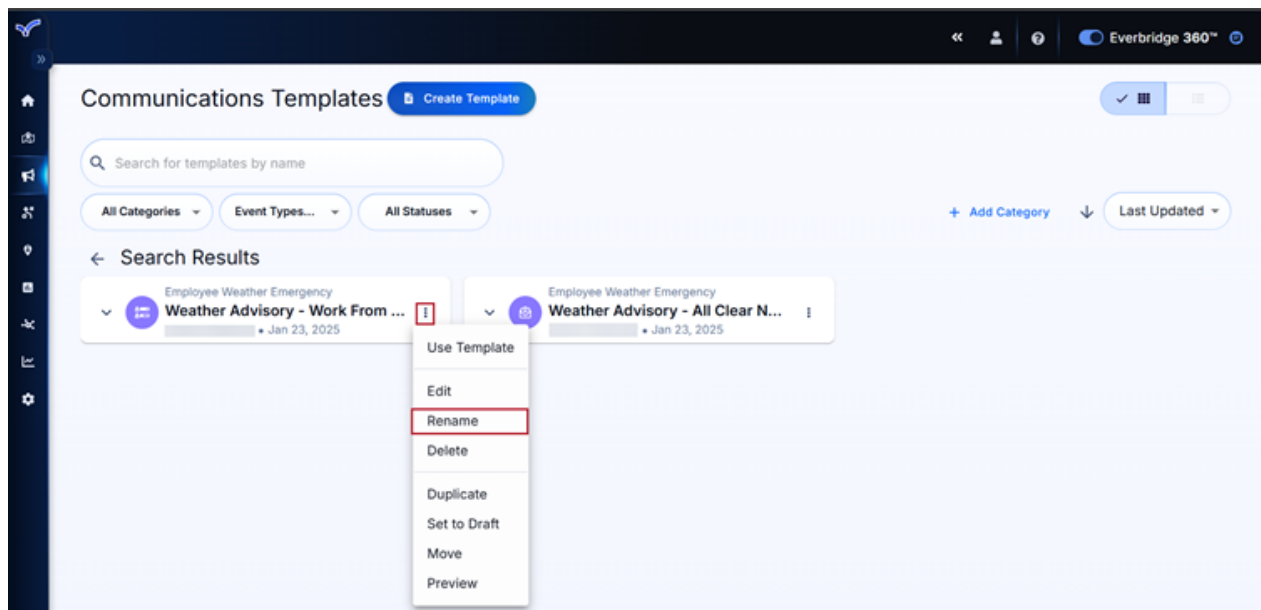 Everbridge 360™
Communications Templates
Create Template
Search for templates by name
All Categories
Event Types...
All Statuses
+ Add Category
Last Updated
Search Results
Employee Weather Emergency
Weather Advisory - Work From ...
• Jan 23, 2025
Employee Weather Emergency
Weather Advisory - All Clear N...
• Jan 23, 2025
Use Template
Edit
Rename
Delete
Duplicate
Set to Draft
Move
Preview